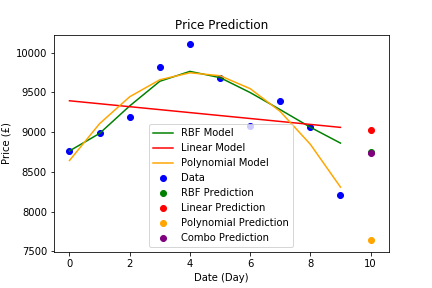 Price Prediction
Price (£)
10000
9500
9000
8500
8000
7500
RBF Model
Linear Model
Polynomial Model
Data
RBF Prediction
Linear Prediction
Polynomial Prediction
Combo Prediction
0 2 4 6 8 10
Date (Day)